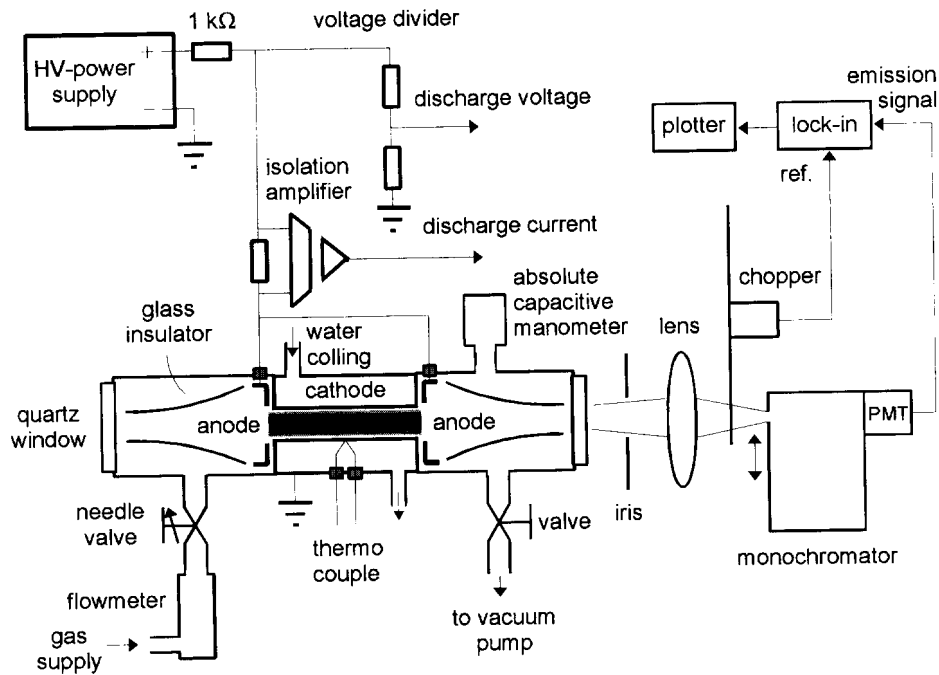 1 kΩ
voltage divider
+
HV-power
supply
-
discharge voltage
emission
signal
plotter
lock-in
ref.
isolation
amplifier
discharge current
chopper
absolute
capacitive
manometer
lens
glass
insulator
water
colling
cathode
quartz
window
anode
anode
PMT
iris
needle
valve
valve
monochromator
thermo
couple
flowmeter
to vacuum
pump
gas
supply